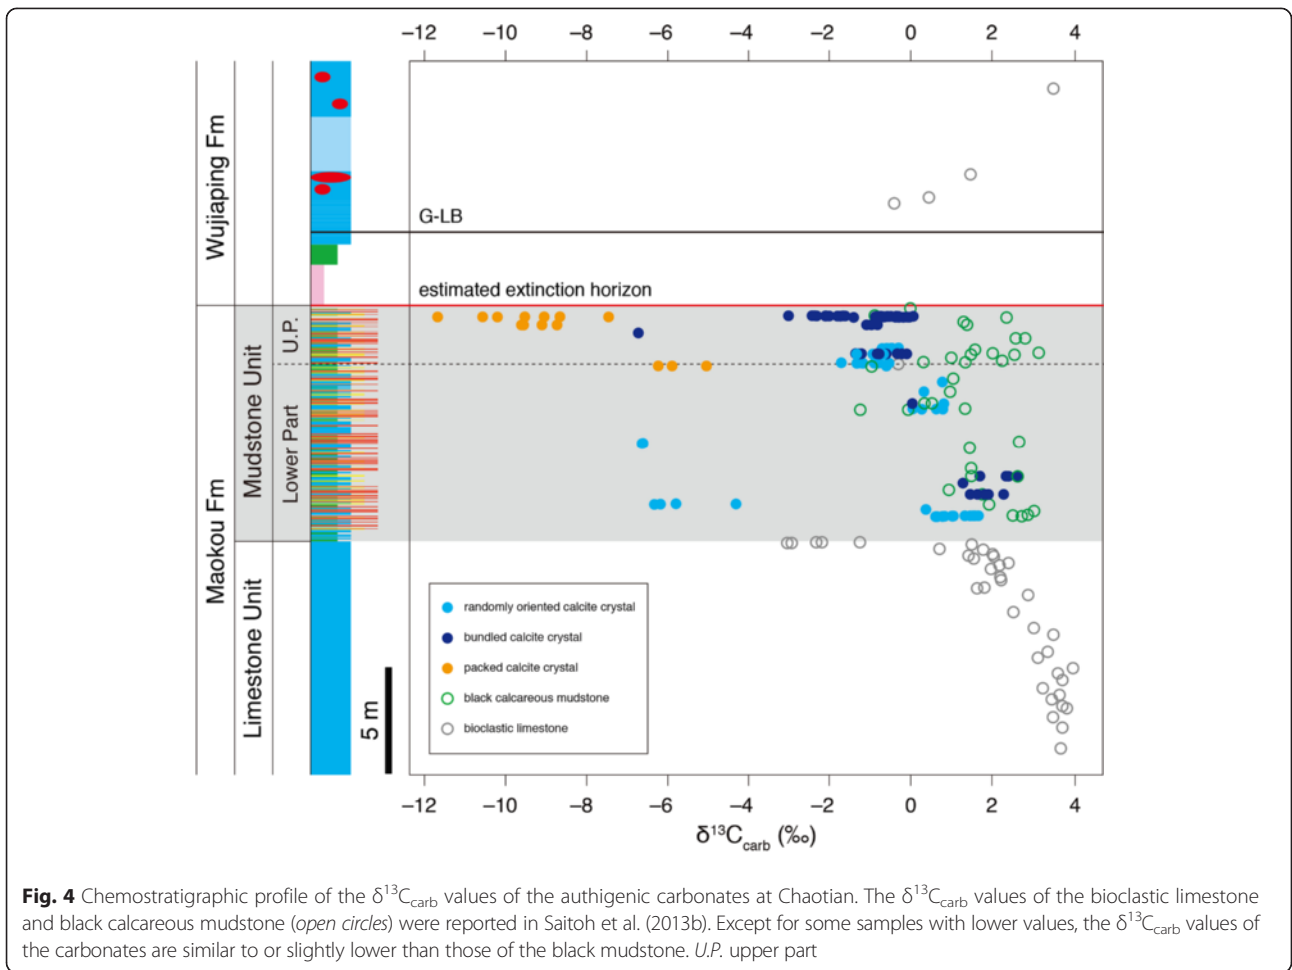 −12 −10 −8 −6 −4 −2 0 2 4
Wujiaping Fm
G-LB
estimated extinction horizon
U.P.
Mudstone Unit
Lower Part
Maokou Fm
Limestone Unit
5 m
randomly oriented calcite crystal
bundled calcite crystal
packed calcite crystal
black calcareous mudstone
bioclastic limestone
−12 −10 −8 −6 −4 −2 0 2 4
δ¹³C_carb (‰)
Fig. 4 Chemostratigraphic profile of the δ¹³C_carb values of the authigenic carbonates at Chaotian. The δ¹³C_carb values of the bioclastic limestone
and black calcareous mudstone (open circles) were reported in Saitoh et al. (2013b). Except for some samples with lower values, the δ¹³C_carb values of
the carbonates are similar to or slightly lower than those of the black mudstone. U.P. upper part